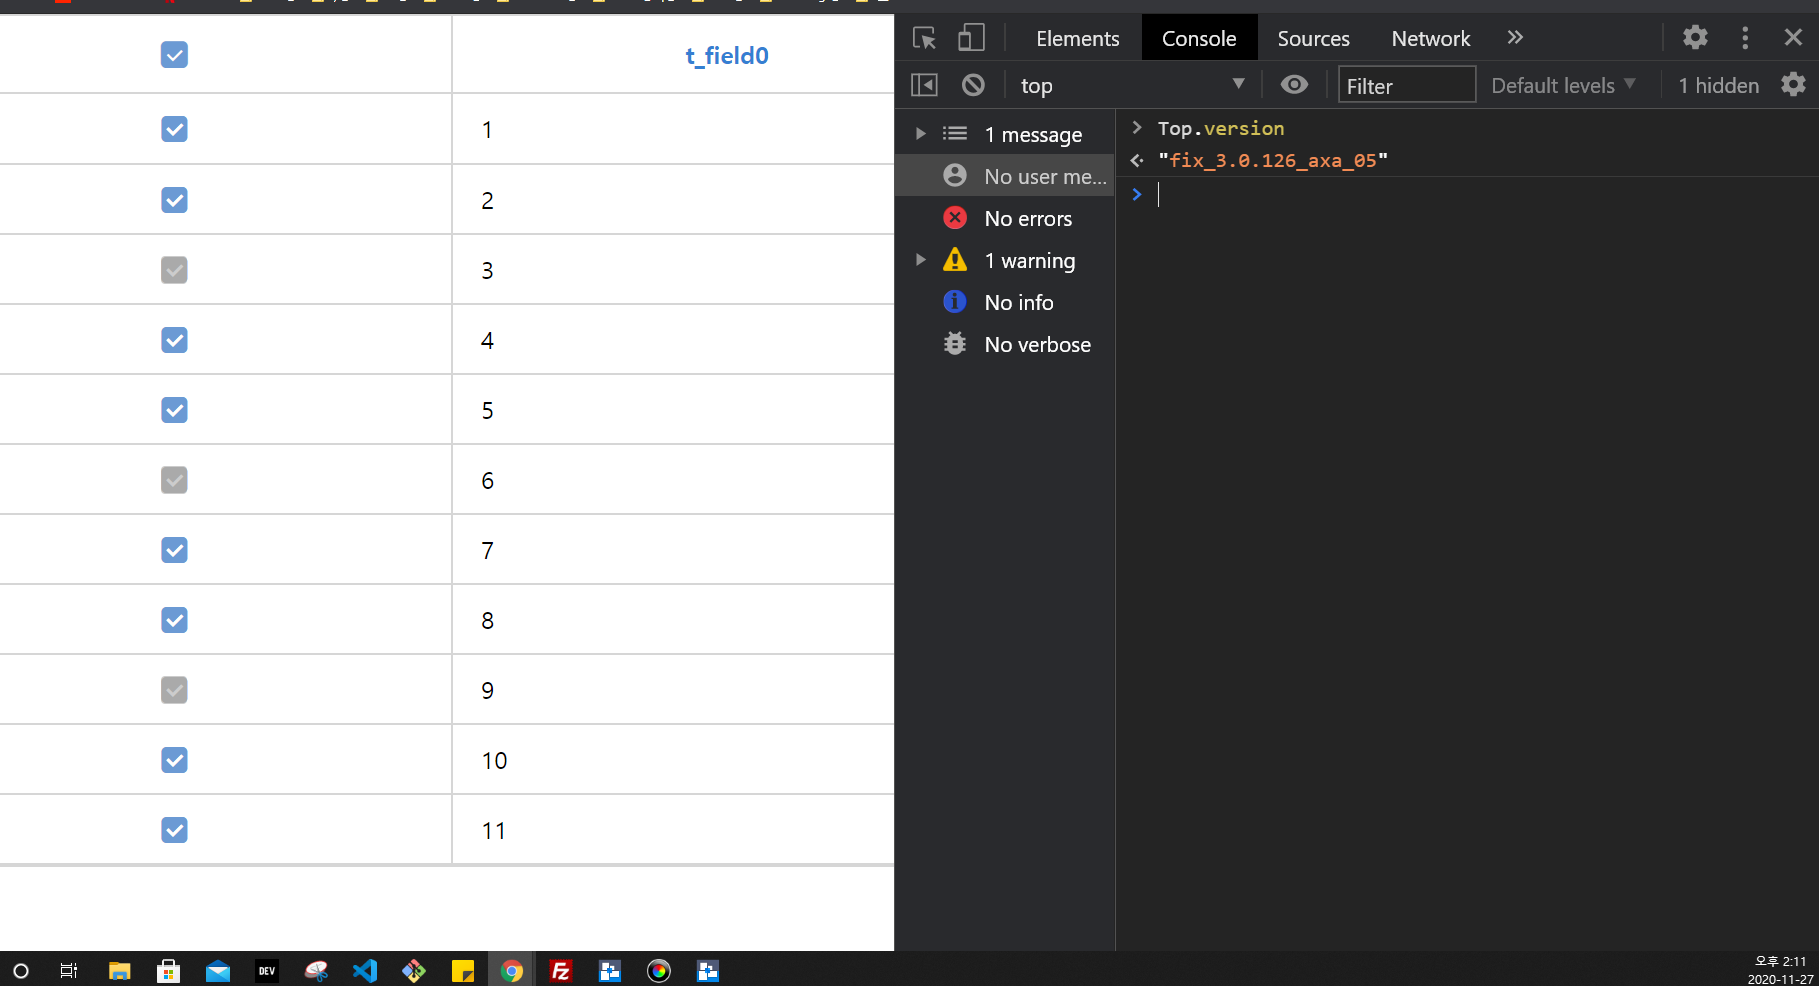 t_field0
1
2
3
4
5
6
7
8
9
10
11
Elements Console Sources Network
top Filter Default levels 1 hidden
1 message
No user me...
No errors
1 warning
No info
No verbose
Top.version
"fix_3.0.126_axa_05"
DEV
Fz
오후 2:11
2020-11-27